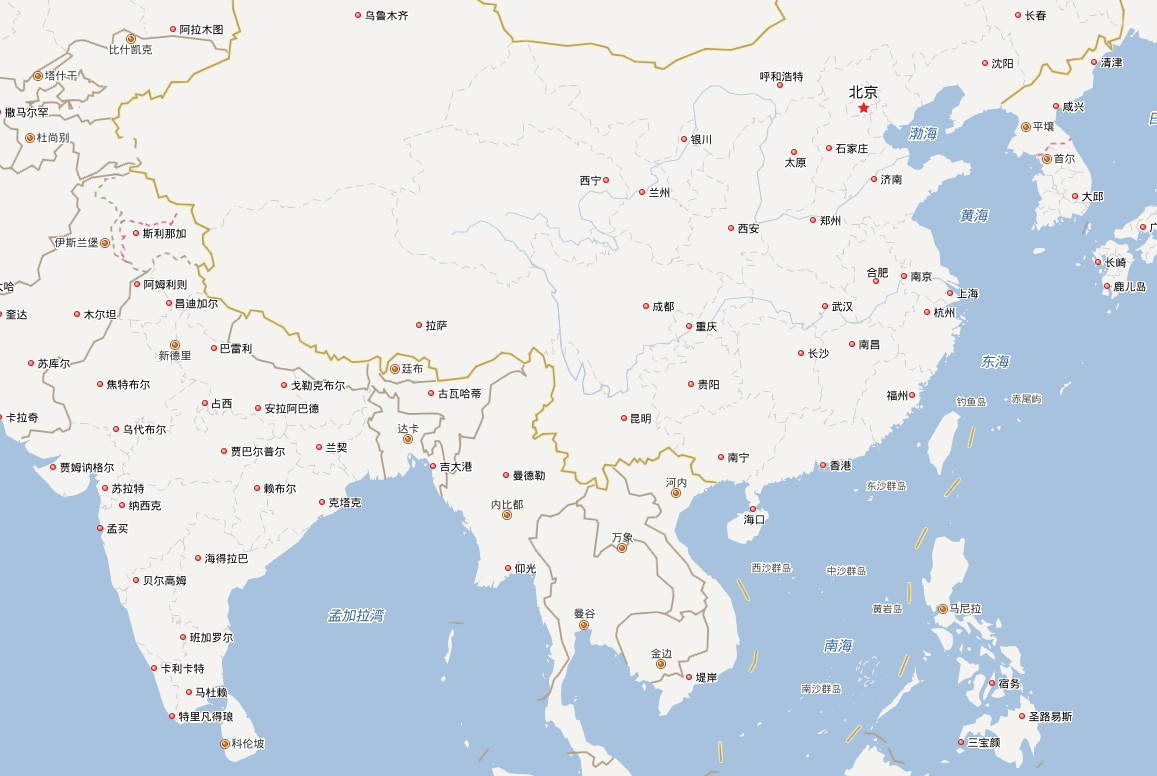 乌鲁木齐
长春
阿拉木图
比什凯克
沈阳
清津
塔什干
呼和浩特
北京
撒马尔罕
咸兴
平壤
渤海
杜尚别
银川
石家庄
太原
首尔
西宁
兰州
济南
大邱
黄海
郑州
西安
斯利那加
伊斯兰堡
长崎
合肥
南京
阿姆利则
鹿儿岛
上海
昌迪加尔
成都
武汉
杭州
奎达
木尔坦
拉萨
重庆
南昌
巴雷利
新德里
长沙
东海
苏库尔
廷布
焦特布尔
戈勒克布尔
古瓦哈蒂
贵阳
福州
钓鱼岛
赤尾屿
占西
安拉阿巴德
卡拉奇
昆明
乌代布尔
达卡
兰契
贾巴尔普尔
南宁
香港
贾姆讷格尔
吉大港
曼德勒
河内
东沙群岛
苏拉特
赖布尔
纳西克
克塔克
内比都
海口
孟买
万象
海得拉巴
仰光
西沙群岛
中沙群岛
贝尔高姆
黄岩岛
马尼拉
孟加拉湾
曼谷
班加罗尔
南海
金边
卡利卡特
堤岸
宿务
马杜赖
南沙群岛
特里凡得琅
圣路易斯
科伦坡
三宝颜